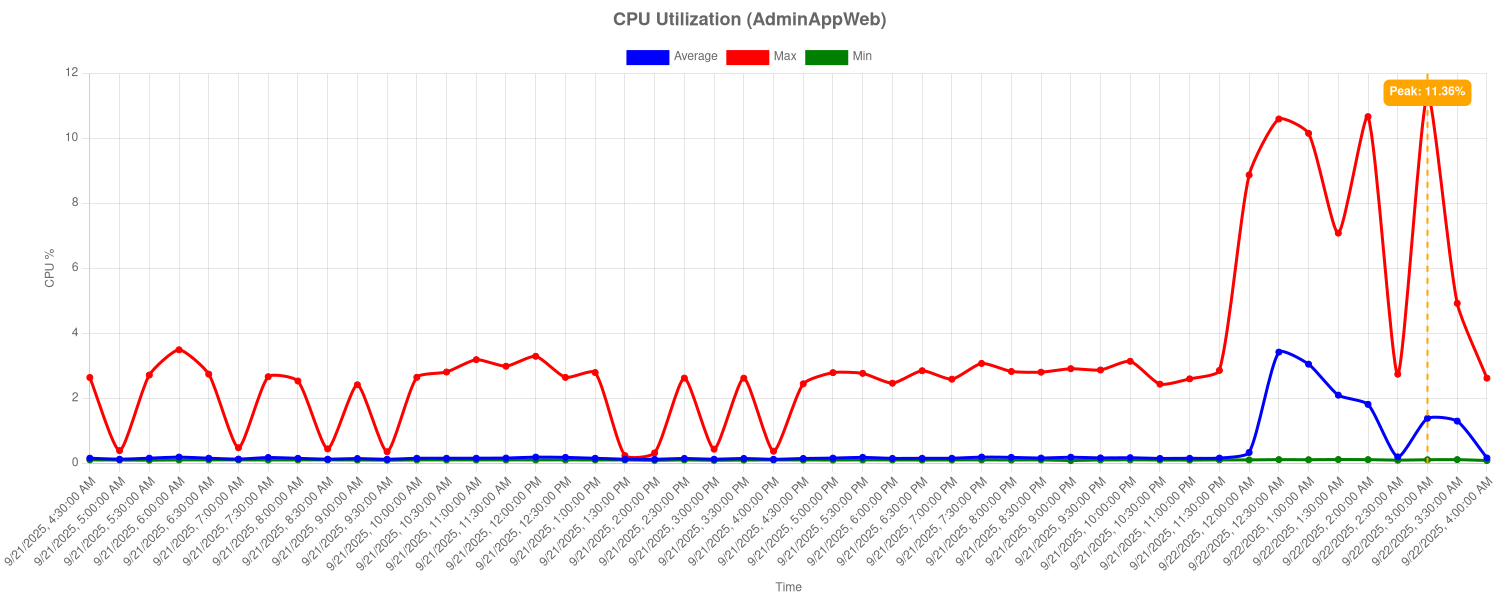 CPU Utilization (AdminAppWeb)
Average Max Min
12
Peak: 11.36%
10
8
6
4
2
0
CPU %
9/21/2025, 4:30:00 AM
9/21/2025, 5:00:00 AM
9/21/2025, 5:30:00 AM
9/21/2025, 6:00:00 AM
9/21/2025, 6:30:00 AM
9/21/2025, 7:00:00 AM
9/21/2025, 7:30:00 AM
9/21/2025, 8:00:00 AM
9/21/2025, 8:30:00 AM
9/21/2025, 9:00:00 AM
9/21/2025, 9:30:00 AM
9/21/2025, 10:00:00 AM
9/21/2025, 10:30:00 AM
9/21/2025, 11:00:00 AM
9/21/2025, 11:30:00 AM
9/21/2025, 12:00:00 PM
9/21/2025, 12:30:00 PM
9/21/2025, 1:00:00 PM
9/21/2025, 1:30:00 PM
9/21/2025, 2:00:00 PM
9/21/2025, 2:30:00 PM
9/21/2025, 3:00:00 PM
9/21/2025, 3:30:00 PM
9/21/2025, 4:00:00 PM
9/21/2025, 4:30:00 PM
9/21/2025, 5:00:00 PM
9/21/2025, 5:30:00 PM
9/21/2025, 6:00:00 PM
9/21/2025, 6:30:00 PM
9/21/2025, 7:00:00 PM
9/21/2025, 7:30:00 PM
9/21/2025, 8:00:00 PM
9/21/2025, 8:30:00 PM
9/21/2025, 9:00:00 PM
9/21/2025, 9:30:00 PM
9/21/2025, 10:00:00 PM
9/21/2025, 10:30:00 PM
9/21/2025, 11:00:00 PM
9/21/2025, 11:30:00 PM
9/22/2025, 12:00:00 AM
9/22/2025, 12:30:00 AM
9/22/2025, 1:00:00 AM
9/22/2025, 1:30:00 AM
9/22/2025, 2:00:00 AM
9/22/2025, 2:30:00 AM
9/22/2025, 3:00:00 AM
9/22/2025, 3:30:00 AM
9/22/2025, 4:00:00 AM
Time